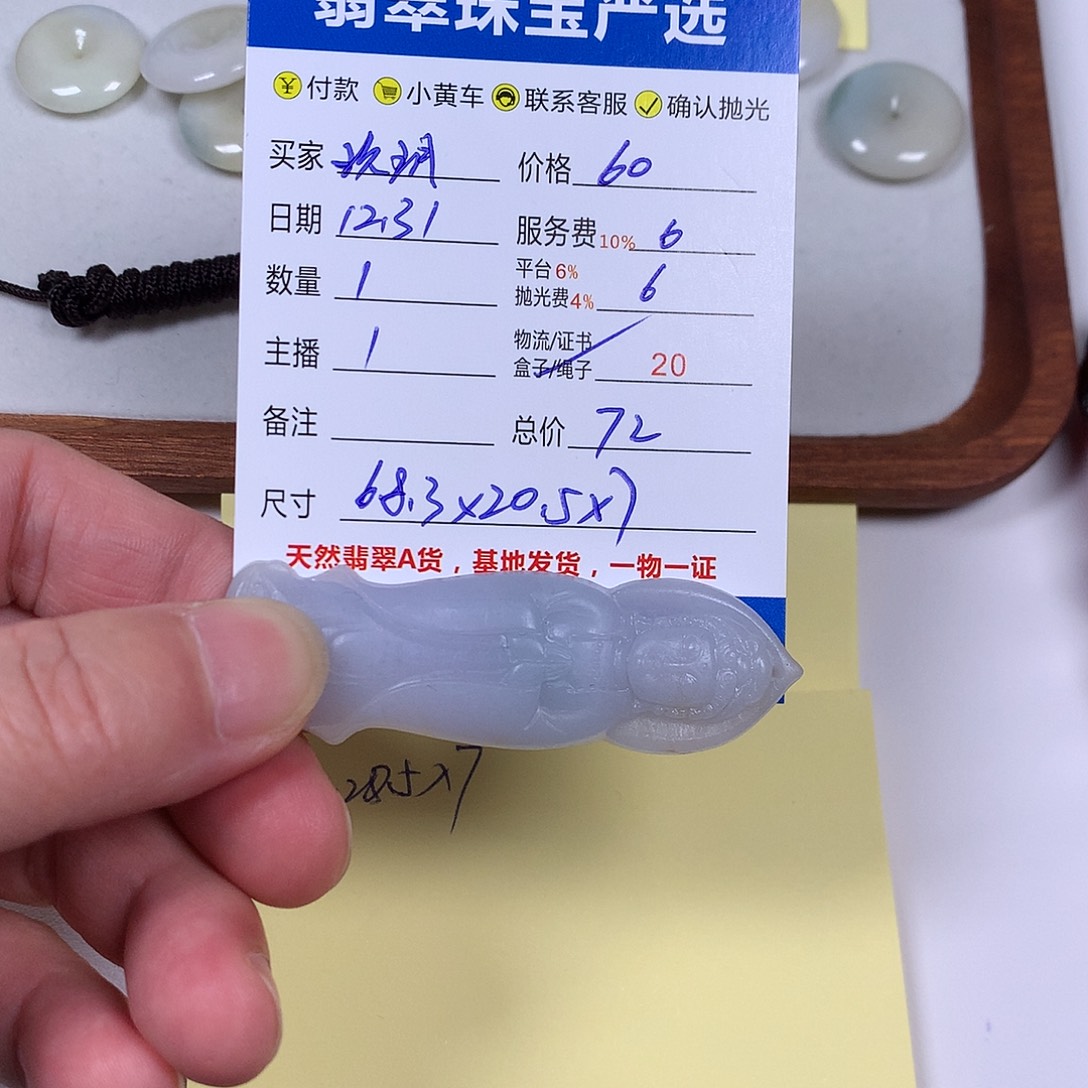 翡翠珠宝严选
付款 小黄车 联系客服 确认抛光
买家 玖玥 价格 60
日期 12.31 服务费10% 6
数量 1 平台6% 抛光费4% 6
主播 1 物流/证书 盒子/绳子 20
备注 总价 72
尺寸 68.3x20.5x7
天然翡翠A货，基地发货，一物一证